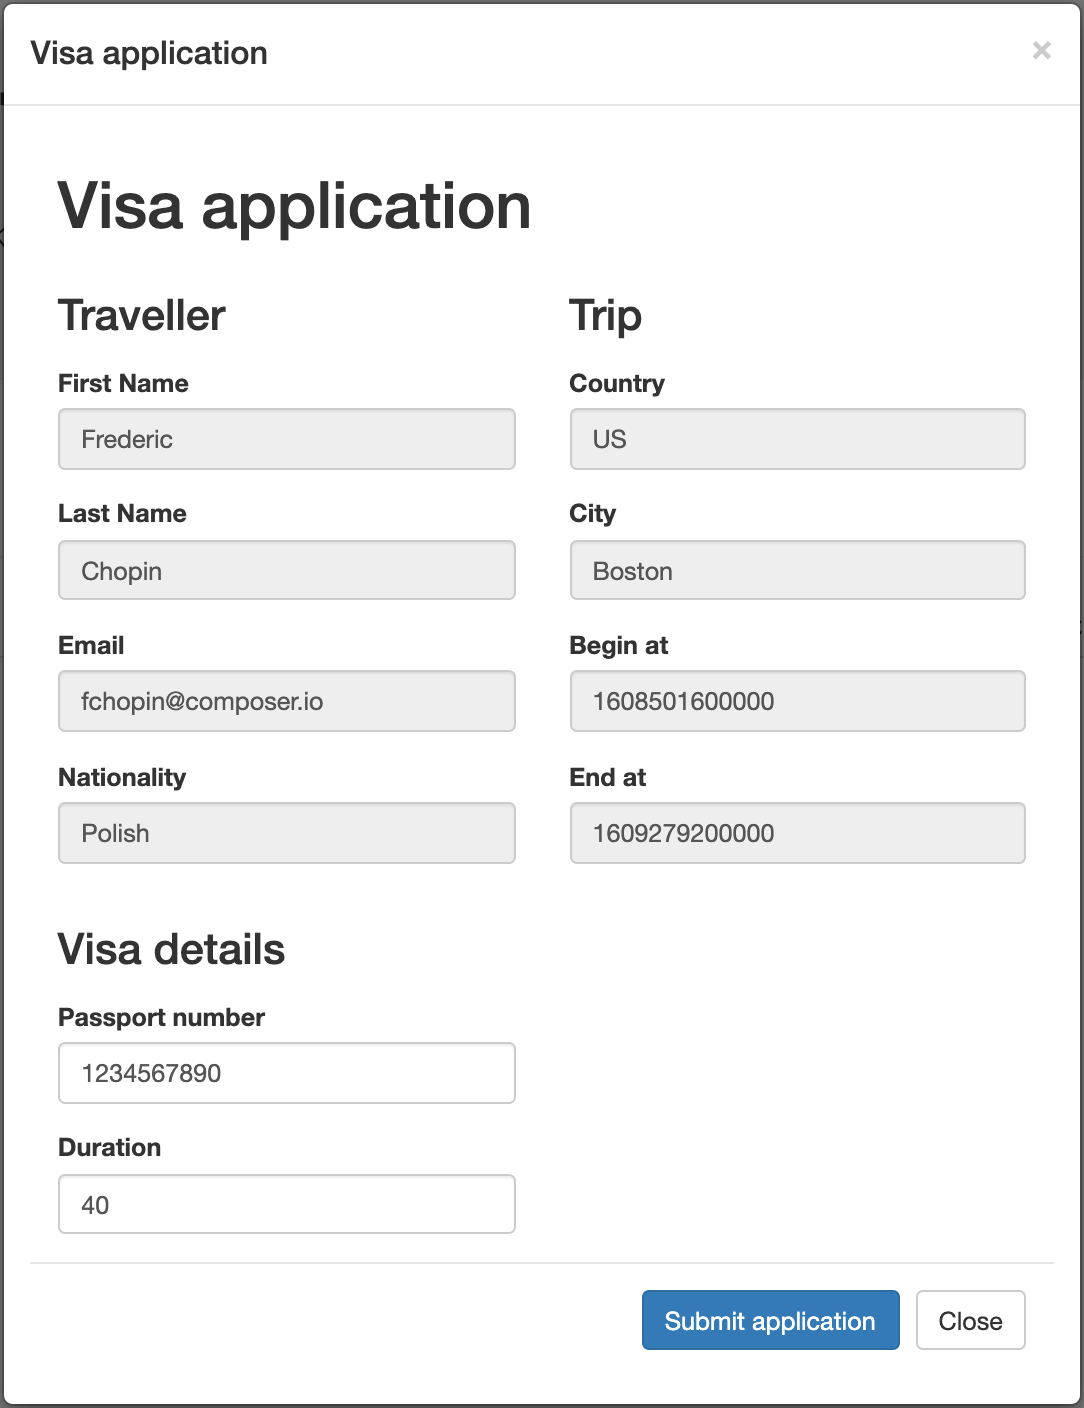 Visa application
×
Visa application
Traveller
First Name
Frederic
Last Name
Chopin
Email
fchopin@composer.io
Nationality
Polish
Trip
Country
US
City
Boston
Begin at
1608501600000
End at
1609279200000
Visa details
Passport number
1234567890
Duration
40
Submit application
Close